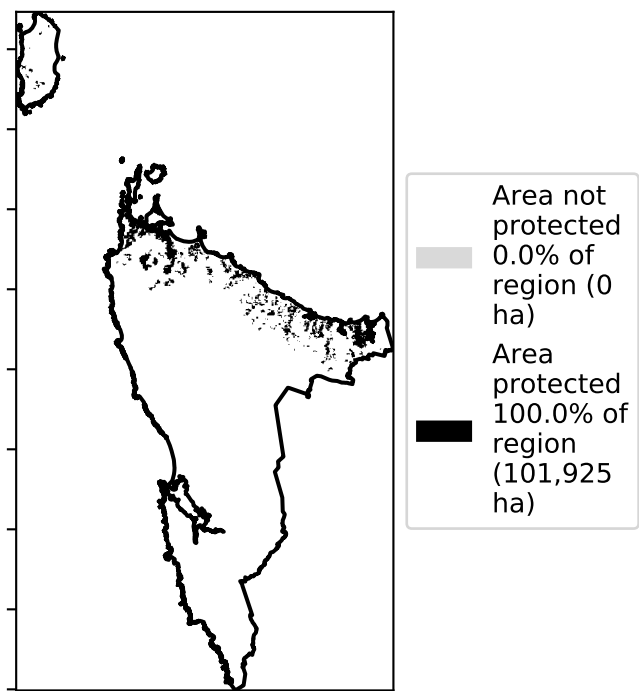 Area not
protected
0.0% of
region (0
ha)
Area
protected
100.0% of
region
(101,925
ha)